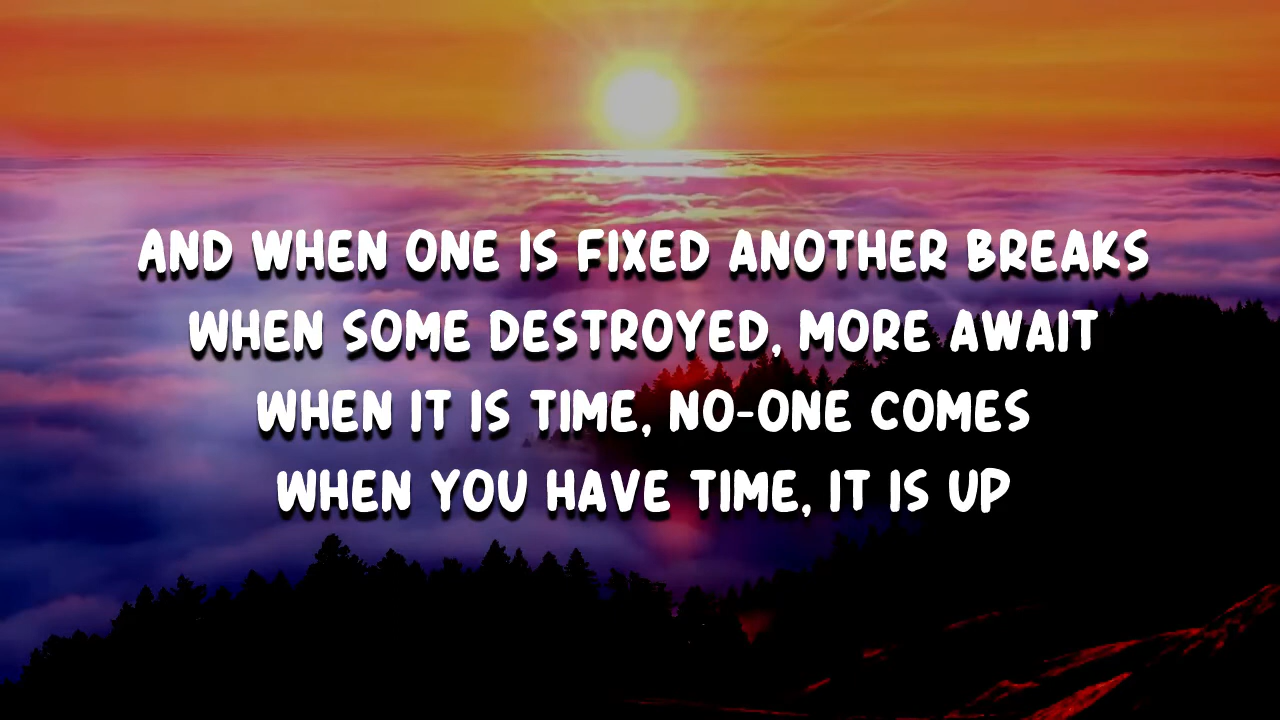 AND WHEN ONE IS FIXED ANOTHER BREAKS
WHEN SOME DESTROYED, MORE AWAIT
WHEN IT IS TIME, NO-ONE COMES
WHEN YOU HAVE TIME, IT IS UP